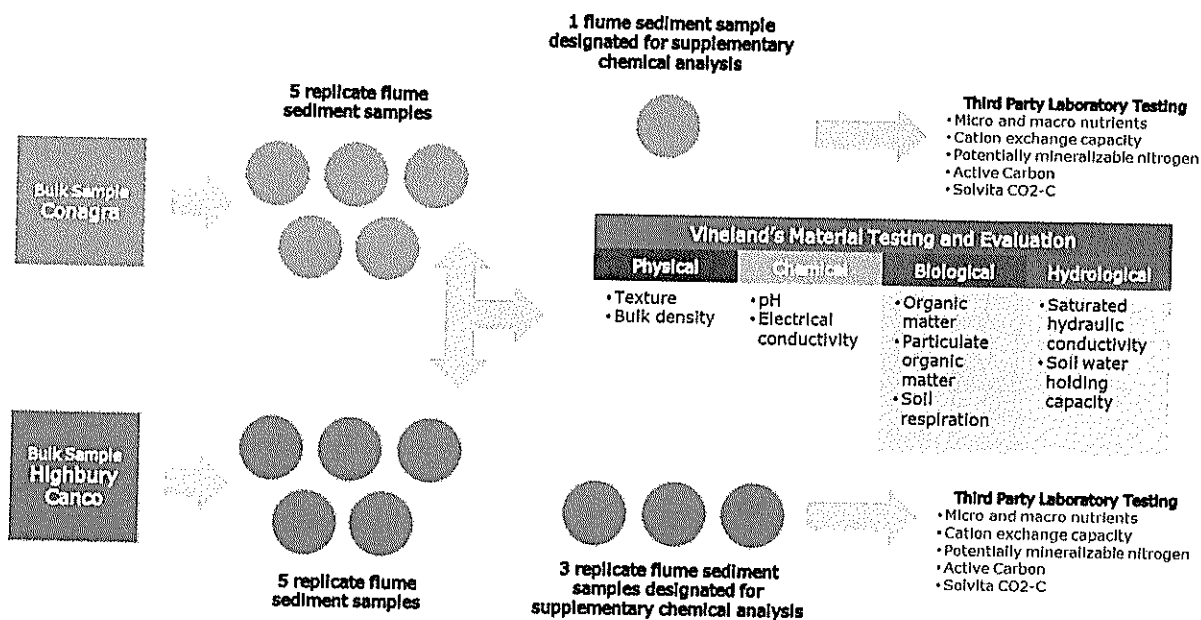 1 flume sediment sample
designated for supplementary
chemical analysis
5 replicate flume
sediment samples
Bulk Sample
Conagra
Third Party Laboratory Testing
• Micro and macro nutrients
• Cation exchange capacity
• Potentially mineralizable nitrogen
• Active Carbon
• Solvita CO2-C
Vineland's Material Testing and Evaluation
Physical
Chemical
Biological
Hydrological
• Texture
• Bulk density
• pH
• Electrical
conductivity
• Organic
matter
• Particulate
organic
matter
• Soil
respiration
• Saturated
hydraulic
conductivity
• Soil water
holding
capacity
Bulk Sample
Highbury
Canco
5 replicate flume
sediment samples
3 replicate flume sediment
samples designated for
supplementary chemical analysis
Third Party Laboratory Testing
• Micro and macro nutrients
• Cation exchange capacity
• Potentially mineralizable nitrogen
• Active Carbon
• Solvita CO2-C